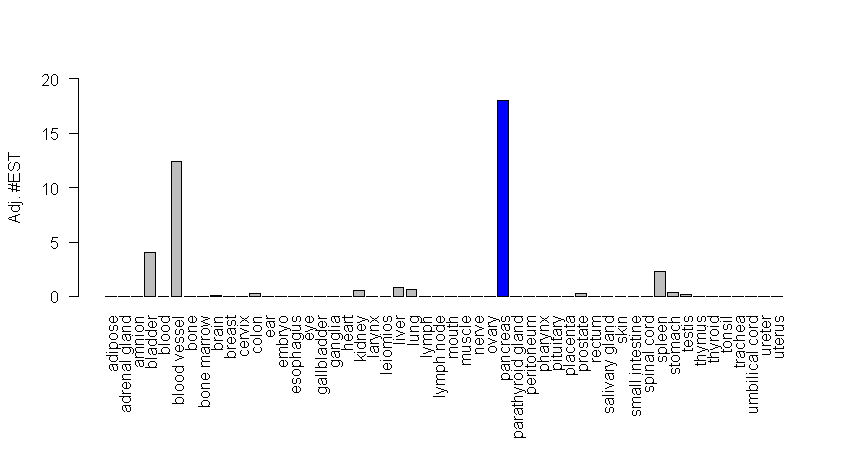 20
15
10
5
0
Adj. #EST
adipose
adrenal gland
amnion
bladder
blood
blood vessel
bone
bone marrow
brain
breast
cervix
colon
ear
embryo
esophagus
eye
gallbladder
ganglia
heart
kidney
larynx
leiomios
liver
lung
lymph
lymph node
mouth
muscle
nerve
ovary
pancreas
parathyroid gland
peritoneum
pharynx
pituitary
placenta
prostate
rectum
salivary gland
skin
small intestine
spinal cord
spleen
stomach
testis
thymus
thyroid
tonsil
trachea
umbilical cord
ureter
uterus